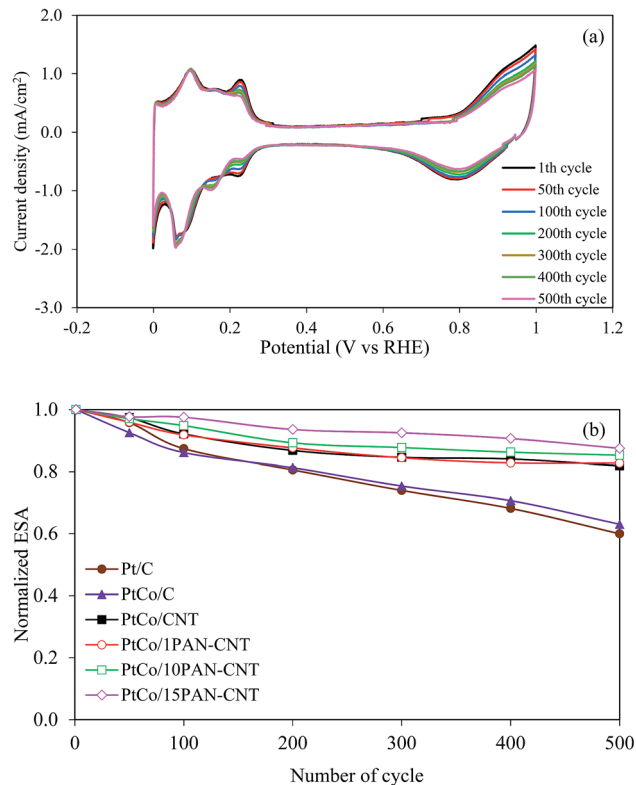 2.0
1.0
0.0
-1.0
-2.0
-3.0
Current density (mA/cm²)
(a)
1th cycle
50th cycle
100th cycle
200th cycle
300th cycle
400th cycle
500th cycle
-0.2 0 0.2 0.4 0.6 0.8 1 1.2
Potential (V vs RHE)
1.0
0.8
0.6
0.4
0.2
0.0
Normalized ESA
(b)
Pt/C
PtCo/C
PtCo/CNT
PtCo/1PAN-CNT
PtCo/10PAN-CNT
PtCo/15PAN-CNT
0 100 200 300 400 500
Number of cycle